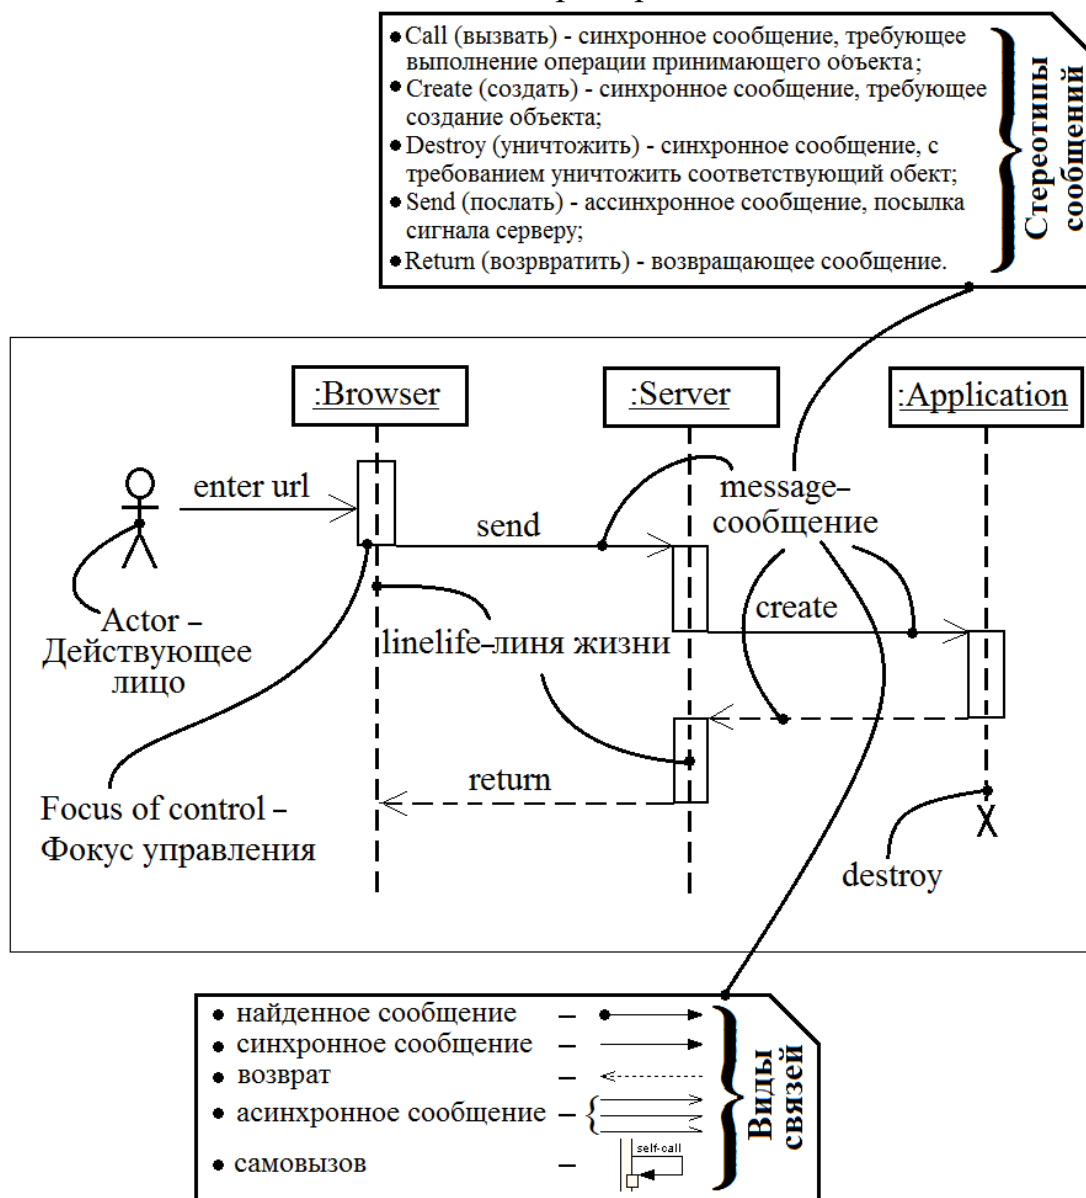 • Call (вызвать) - синхронное сообщение, требующее
выполнение операции принимающего объекта;
• Create (создать) - синхронное сообщение, требующее
создание объекта;
• Destroy (уничтожить) - синхронное сообщение, с
требованием уничтожить соответствующий обект;
• Send (послать) - ассинхронное сообщение, посылка
сигнала серверу;
• Return (возрвратить) - возвращающее сообщение.
Стереотипы
сообщений
:Browser
:Server
:Application
enter url
send
message–
сообщение
create
Actor –
Действующее
лицо
linelife–линя жизни
return
Focus of control –
Фокус управления
destroy
• найденное сообщение –
• синхронное сообщение –
• возврат –
• асинхронное сообщение –
self-call
• самовызов –
Виды
связей